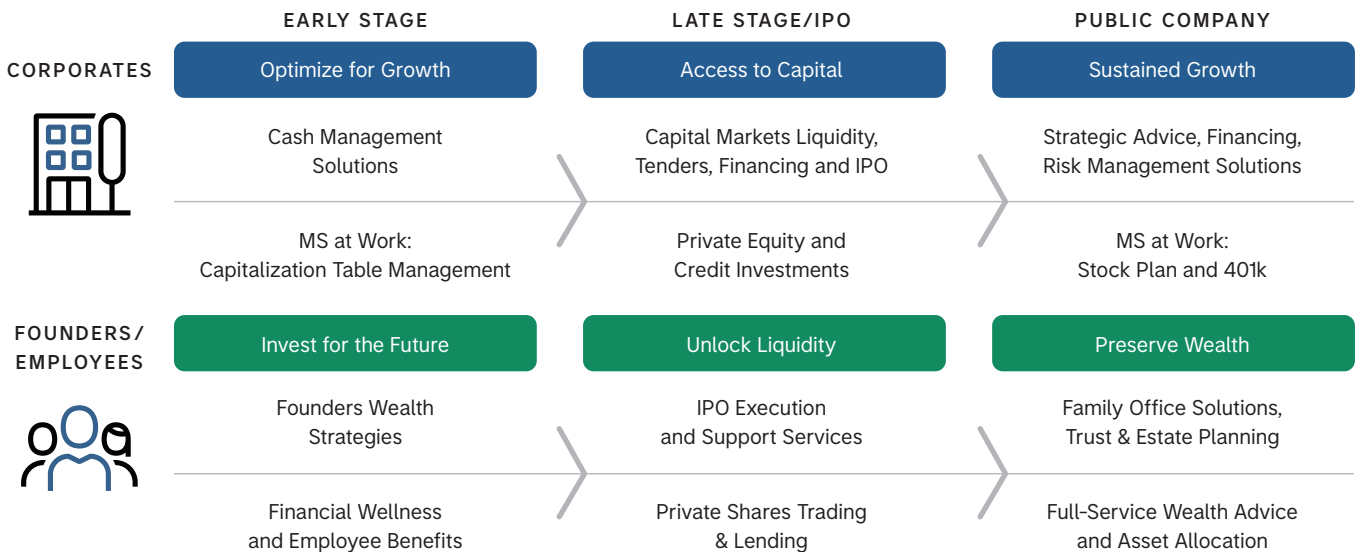 EARLY STAGE
LATE STAGE/IPO
PUBLIC COMPANY
CORPORATES
Optimize for Growth
Access to Capital
Sustained Growth
Cash Management
Solutions
Capital Markets Liquidity,
Tenders, Financing and IPO
Strategic Advice, Financing,
Risk Management Solutions
MS at Work:
Capitalization Table Management
Private Equity and
Credit Investments
MS at Work:
Stock Plan and 401k
FOUNDERS/
EMPLOYEES
Invest for the Future
Unlock Liquidity
Preserve Wealth
Founders Wealth
Strategies
IPO Execution
and Support Services
Family Office Solutions,
Trust & Estate Planning
Financial Wellness
and Employee Benefits
Private Shares Trading
& Lending
Full-Service Wealth Advice
and Asset Allocation